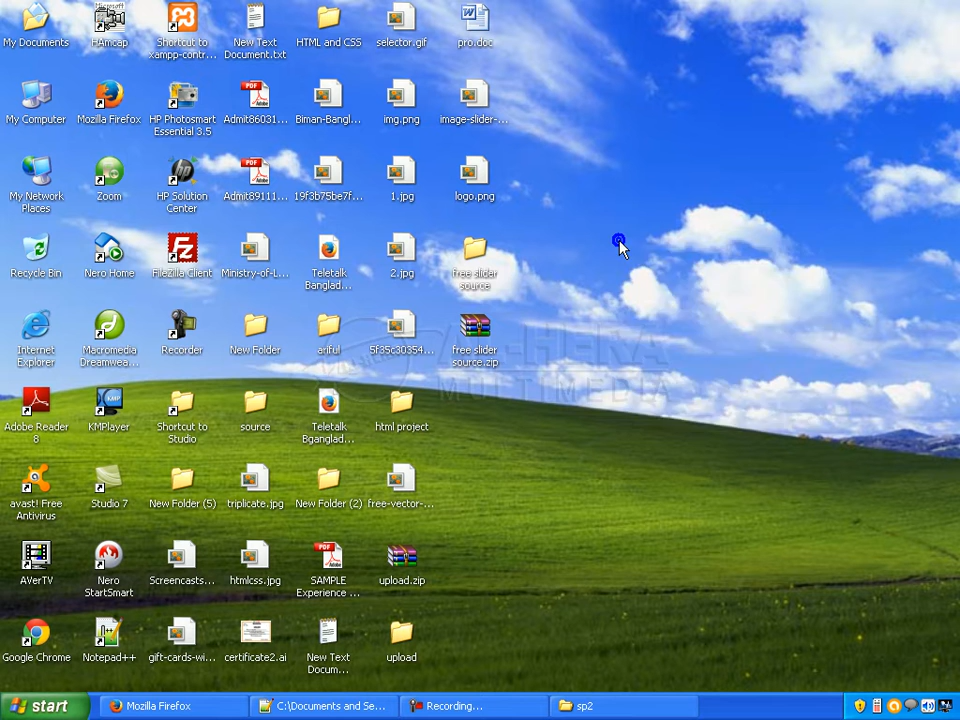 My Documents
HAmcap
Shortcut to
xampp-contr...
New Text
Document.txt
HTML and CSS
selector.gif
pro.doc
My Computer
Mozilla Firefox
HP Photosmart
Essential 3.5
Admit86031...
Biman-Bangl...
img.png
image-slider-...
My Network
Places
Zoom
HP Solution
Center
Admit89111...
19f3b75be7f...
1.jpg
logo.png
Recycle Bin
Nero Home
FileZilla Client
Ministry-of-L...
Teletalk
Banglad...
2.jpg
free slider
source
Internet
Explorer
Macromedia
Dreamwea...
Recorder
New Folder
ariful
5f35c30354...
free slider
source.zip
AL-HERA
MULTIMEDIA
Adobe Reader
8
KMPlayer
Shortcut to
Studio
source
Teletalk
Bganglad...
html project
avast! Free
Antivirus
Studio 7
New Folder (5)
triplicate.jpg
New Folder (2)
free-vector-...
AVerTV
Nero
StartSmart
Screencasts...
htmlcss.jpg
SAMPLE
Experience ...
upload.zip
Google Chrome
Notepad++
gift-cards-wi...
certificate2.ai
New Text
Docum...
upload
start
Mozilla Firefox
C:\Documents and Se...
Recording...
sp2